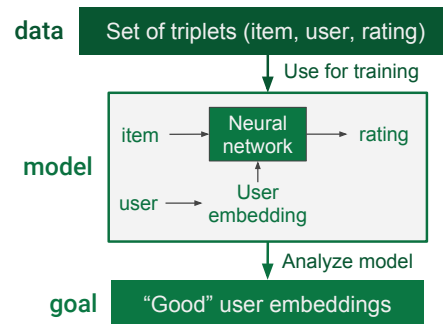 data
Set of triplets (item, user, rating)
Use for training
model
item
Neural
network
rating
user
User
embedding
Analyze model
goal
“Good” user embeddings